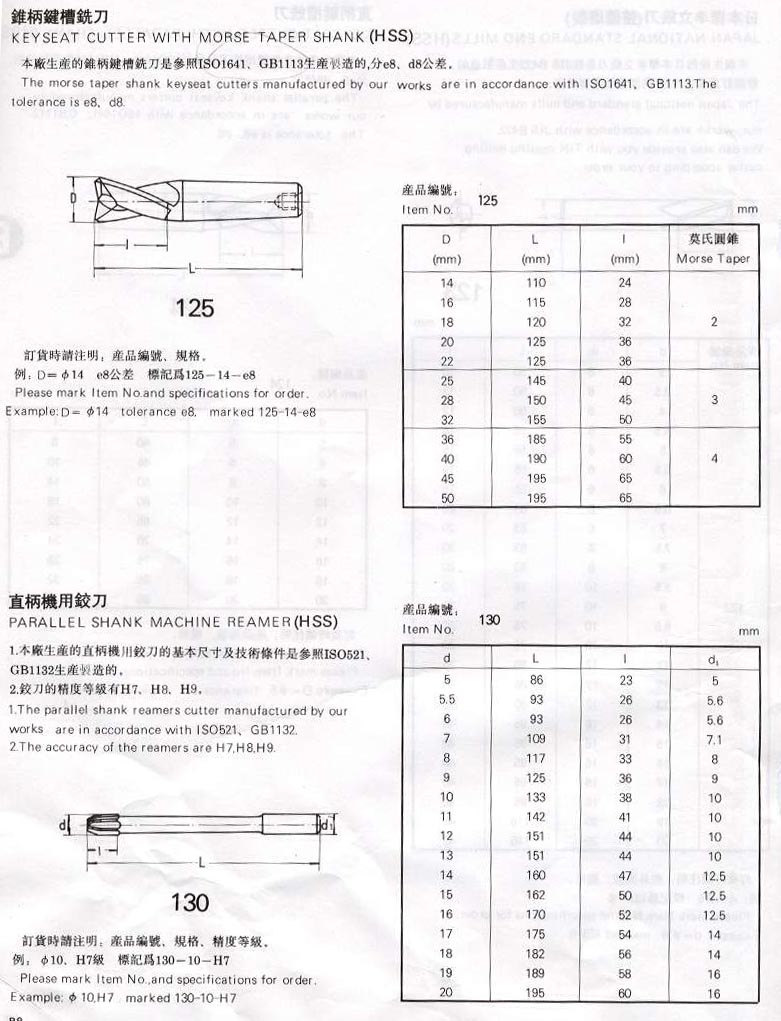 錐柄鍵槽銑刀
KEYSEAT CUTTER WITH MORSE TAPER SHANK (HSS)
本廠生産的錐柄鍵槽銑刀是参照ISO1641、GB1113生産製造的,分e8、d8公差。
The morse taper shank keyseat cutters manufactured by our works are in accordance with ISO1641、GB1113.The
tolerance is e8、d8.
D
l
L
125
訂貨時請注明：産品編號、規格。
例：D=φ14 e8公差 標記爲125－14－e8
Please mark Item No.and specifications for order.
Example: D= φ14 tolerance e8, marked 125-14-e8
産品編號：
Item No. 125 mm
D L l 莫氏圓錐
(mm) (mm) (mm) Morse Taper
14 110 24
16 115 28
18 120 32 2
20 125 36
22 125 36
25 145 40
28 150 45 3
32 155 50
36 185 55
40 190 60 4
45 195 65
50 195 65
直柄機用鉸刀
PARALLEL SHANK MACHINE REAMER (HSS)
1.本廠生産的直柄機用鉸刀的基本尺寸及技術條件是参照ISO521、
GB1132生産製造的。
2.鉸刀的精度等級有H7、H8、H9。
1.The parallel shank reamers cutter manufactured by our
works are in accordance with ISO521、GB1132.
2.The accuracy of the reamers are H7,H8,H9.
d
d₁
l
L
130
訂貨時請注明：産品編號、規格、精度等級。
例：φ10、H7級 標記爲130－10－H7
Please mark Item No.,and specifications for order.
Example: φ10,H7 marked 130-10-H7
産品編號：
Item No. 130 mm
d L l d₁
5 86 23 5
5.5 93 26 5.6
6 93 26 5.6
7 109 31 7.1
8 117 33 8
9 125 36 9
10 133 38 10
11 142 41 10
12 151 44 10
13 151 44 10
14 160 47 12.5
15 162 50 12.5
16 170 52 12.5
17 175 54 14
18 182 56 14
19 189 58 16
20 195 60 16